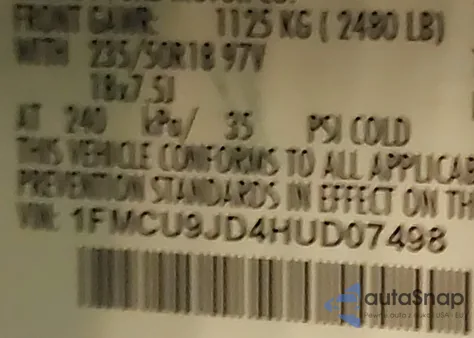 FRONT GAWR: 1125 KG ( 2480 LB)
WITH 235/50R18 97V
18x7.5J
AT 240 kPa/ 35 PSI COLD
THIS VEHICLE CONFORMS TO ALL APPLICAB
PREVENTION STANDARDS IN EFFECT ON TH
VIN: 1FMCU9JD4HUD07498
autoSnap